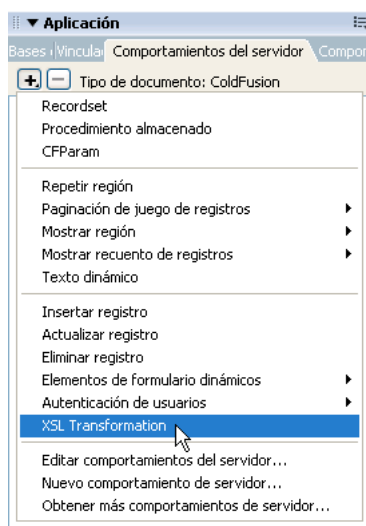 Aplicación
Bases Vincula Comportamientos del servidor Compor
Tipo de documento: ColdFusion
Recordset
Procedimiento almacenado
CFParam
Repetir región
Paginación de juego de registros
Mostrar región
Mostrar recuento de registros
Texto dinámico
Insertar registro
Actualizar registro
Eliminar registro
Elementos de formulario dinámicos
Autenticación de usuarios
XSL Transformation
Editar comportamientos del servidor...
Nuevo comportamiento de servidor...
Obtener más comportamientos de servidor...